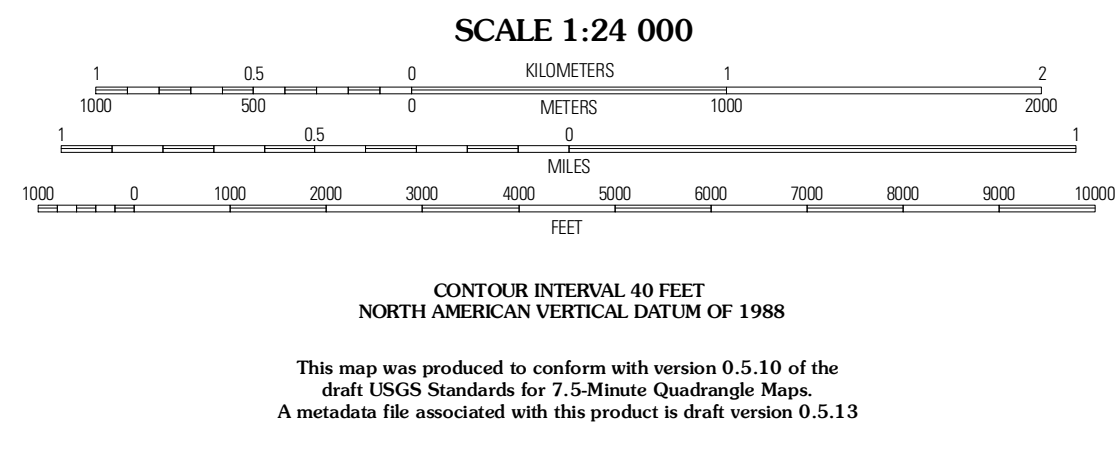 SCALE 1:24 000
1 0.5 0 KILOMETERS 1 2
1000 500 0 METERS 1000 2000
1 0.5 0 1
MILES
1000 0 1000 2000 3000 4000 5000 6000 7000 8000 9000 10000
FEET
CONTOUR INTERVAL 40 FEET
NORTH AMERICAN VERTICAL DATUM OF 1988
This map was produced to conform with version 0.5.10 of the
draft USGS Standards for 7.5-Minute Quadrangle Maps.
A metadata file associated with this product is draft version 0.5.13